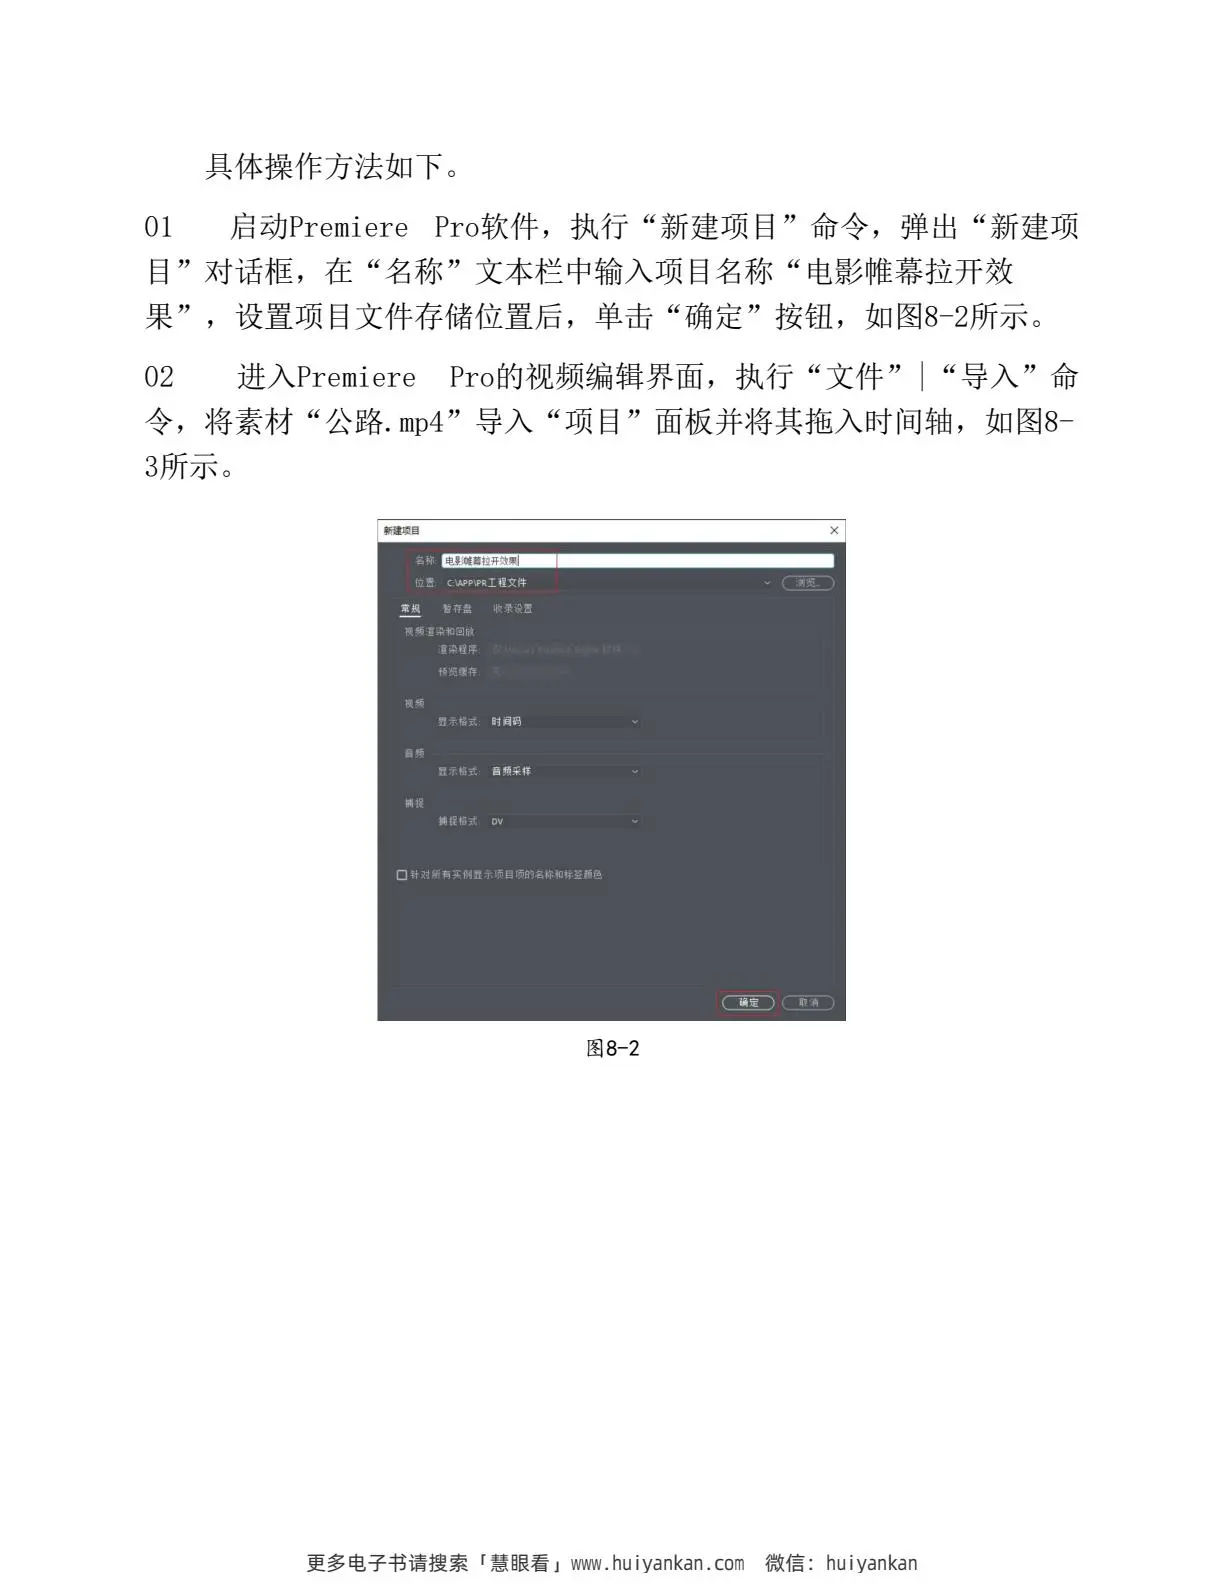 具体操作方法如下。
01 启动Premiere Pro软件，执行“新建项目”命令，弹出“新建项
目”对话框，在“名称”文本栏中输入项目名称“电影帷幕拉开效
果”，设置项目文件存储位置后，单击“确定”按钮，如图8-2所示。
02 进入Premiere Pro的视频编辑界面，执行“文件”|“导入”命
令，将素材“公路.mp4”导入“项目”面板并将其拖入时间轴，如图8-
3所示。
新建项目
名称: 电影帷幕拉开效果
位置: C:\APP\PR工程文件 浏览...
常规 暂存盘 收录设置
视频渲染和回放
渲染程序:
预览缓存:
视频
显示格式: 时间码
音频
显示格式: 音频采样
捕捉
捕捉格式: DV
针对所有实例显示项目项的名称和标签颜色
确定 取消
图8-2
更多电子书请搜索「慧眼看」www.huiyankan.com 微信：huiyankan